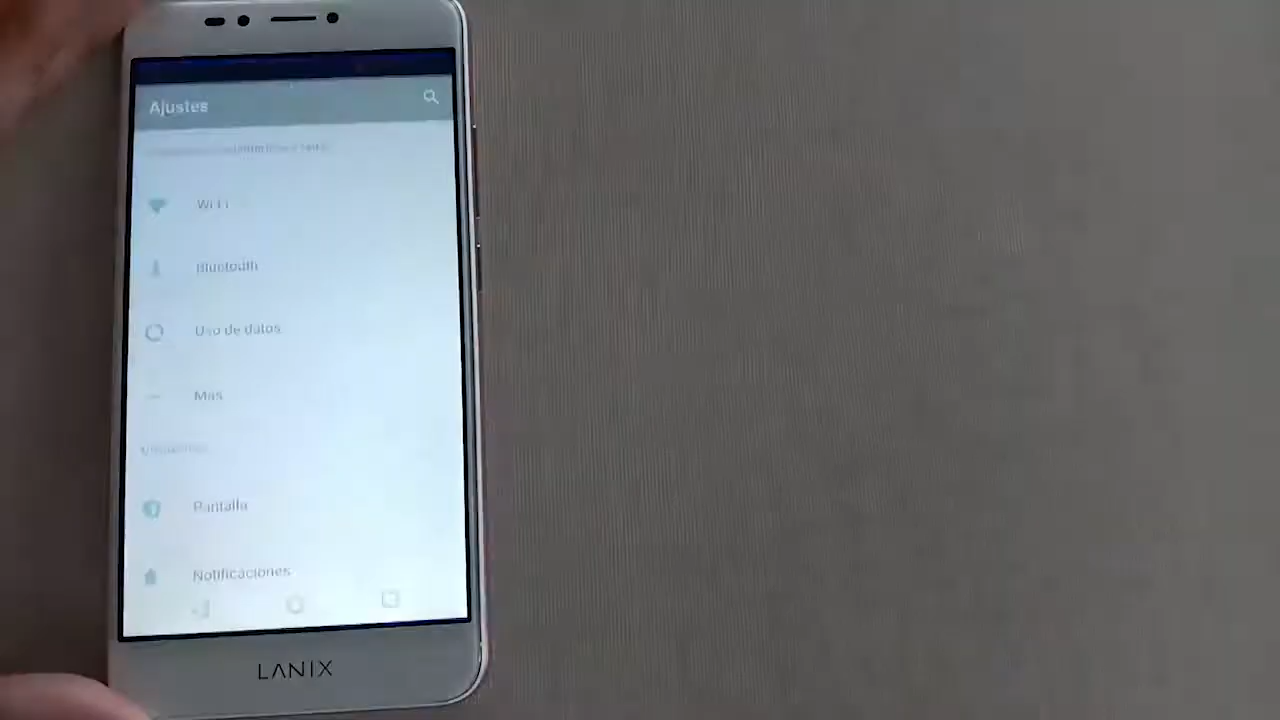 Ajustes
Wi-Fi
Bluetooth
Uso de datos
Más
Pantalla
Notificaciones
LANIX